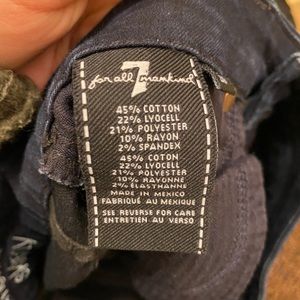 7
for all mankind
45% COTTON
22% LYOCELL
21% POLYESTER
10% RAYON
2% SPANDEX
45% COTON
22% LYOCELL
21% POLYESTER
10% RAYONNE
2% ÉLASTHANNE
MADE IN MEXICO
FABRIQUÉ AU MEXIQUE
SEE REVERSE FOR CARE
ENTRETIEN AU VERSO